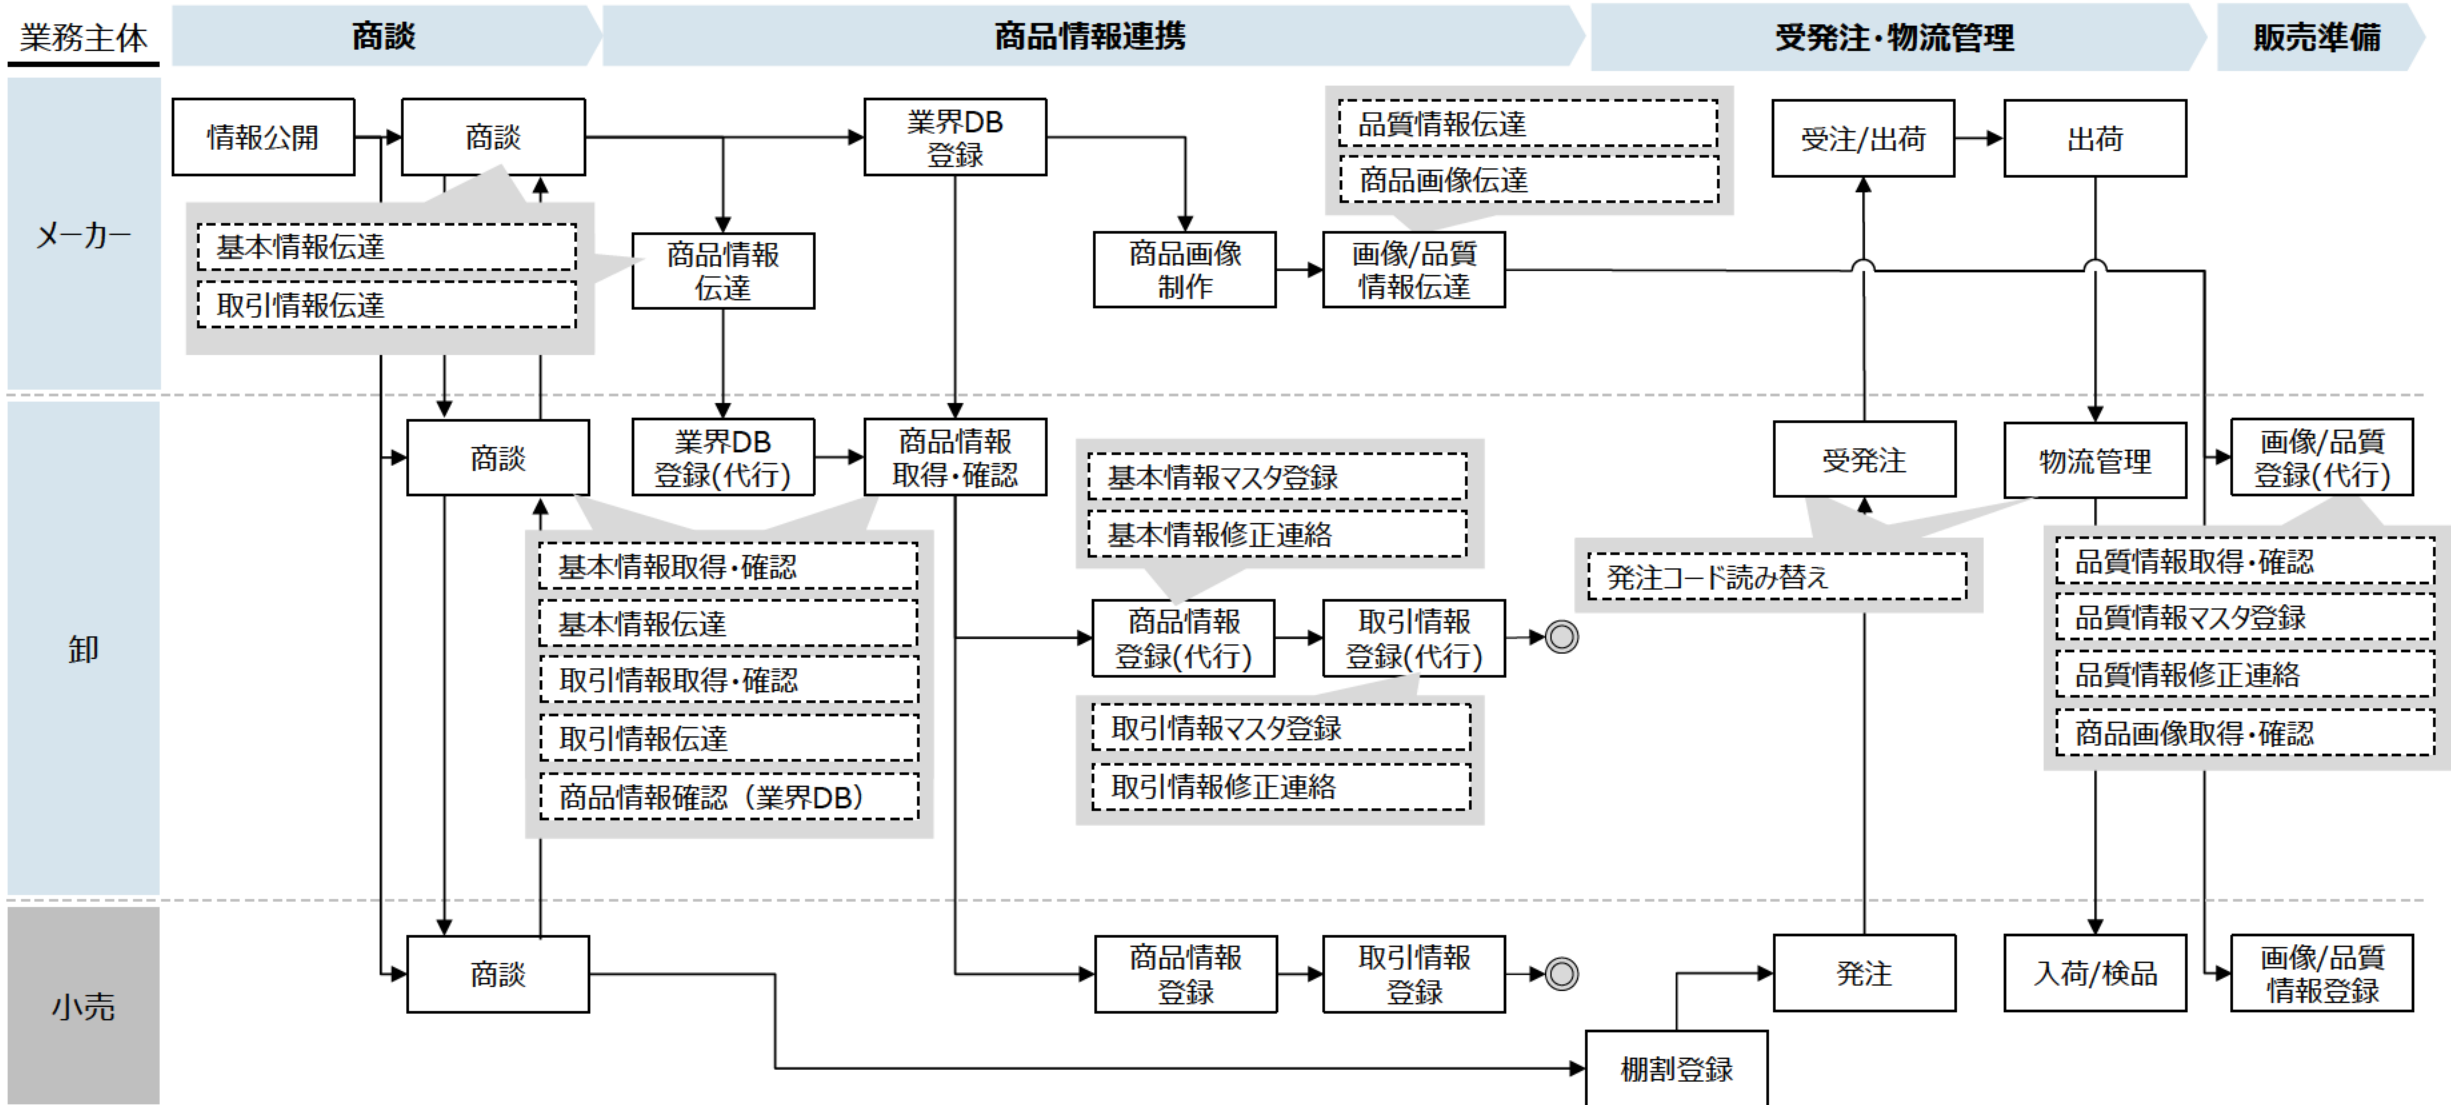 業務主体
商談
商品情報連携
受発注・物流管理
販売準備
メーカー
情報公開
商談
業界DB
登録
品質情報伝達
商品画像伝達
受注/出荷
出荷
基本情報伝達
取引情報伝達
商品情報
伝達
商品画像
制作
画像/品質
情報伝達
卸
商談
業界DB
登録(代行)
商品情報
取得・確認
基本情報マスタ登録
基本情報修正連絡
受発注
物流管理
画像/品質
登録(代行)
基本情報取得・確認
基本情報伝達
取引情報取得・確認
取引情報伝達
商品情報確認（業界DB）
商品情報
登録(代行)
取引情報
登録(代行)
取引情報マスタ登録
取引情報修正連絡
発注コード読み替え
品質情報取得・確認
品質情報マスタ登録
品質情報修正連絡
商品画像取得・確認
小売
商談
商品情報
登録
取引情報
登録
発注
入荷/検品
画像/品質
情報登録
棚割登録